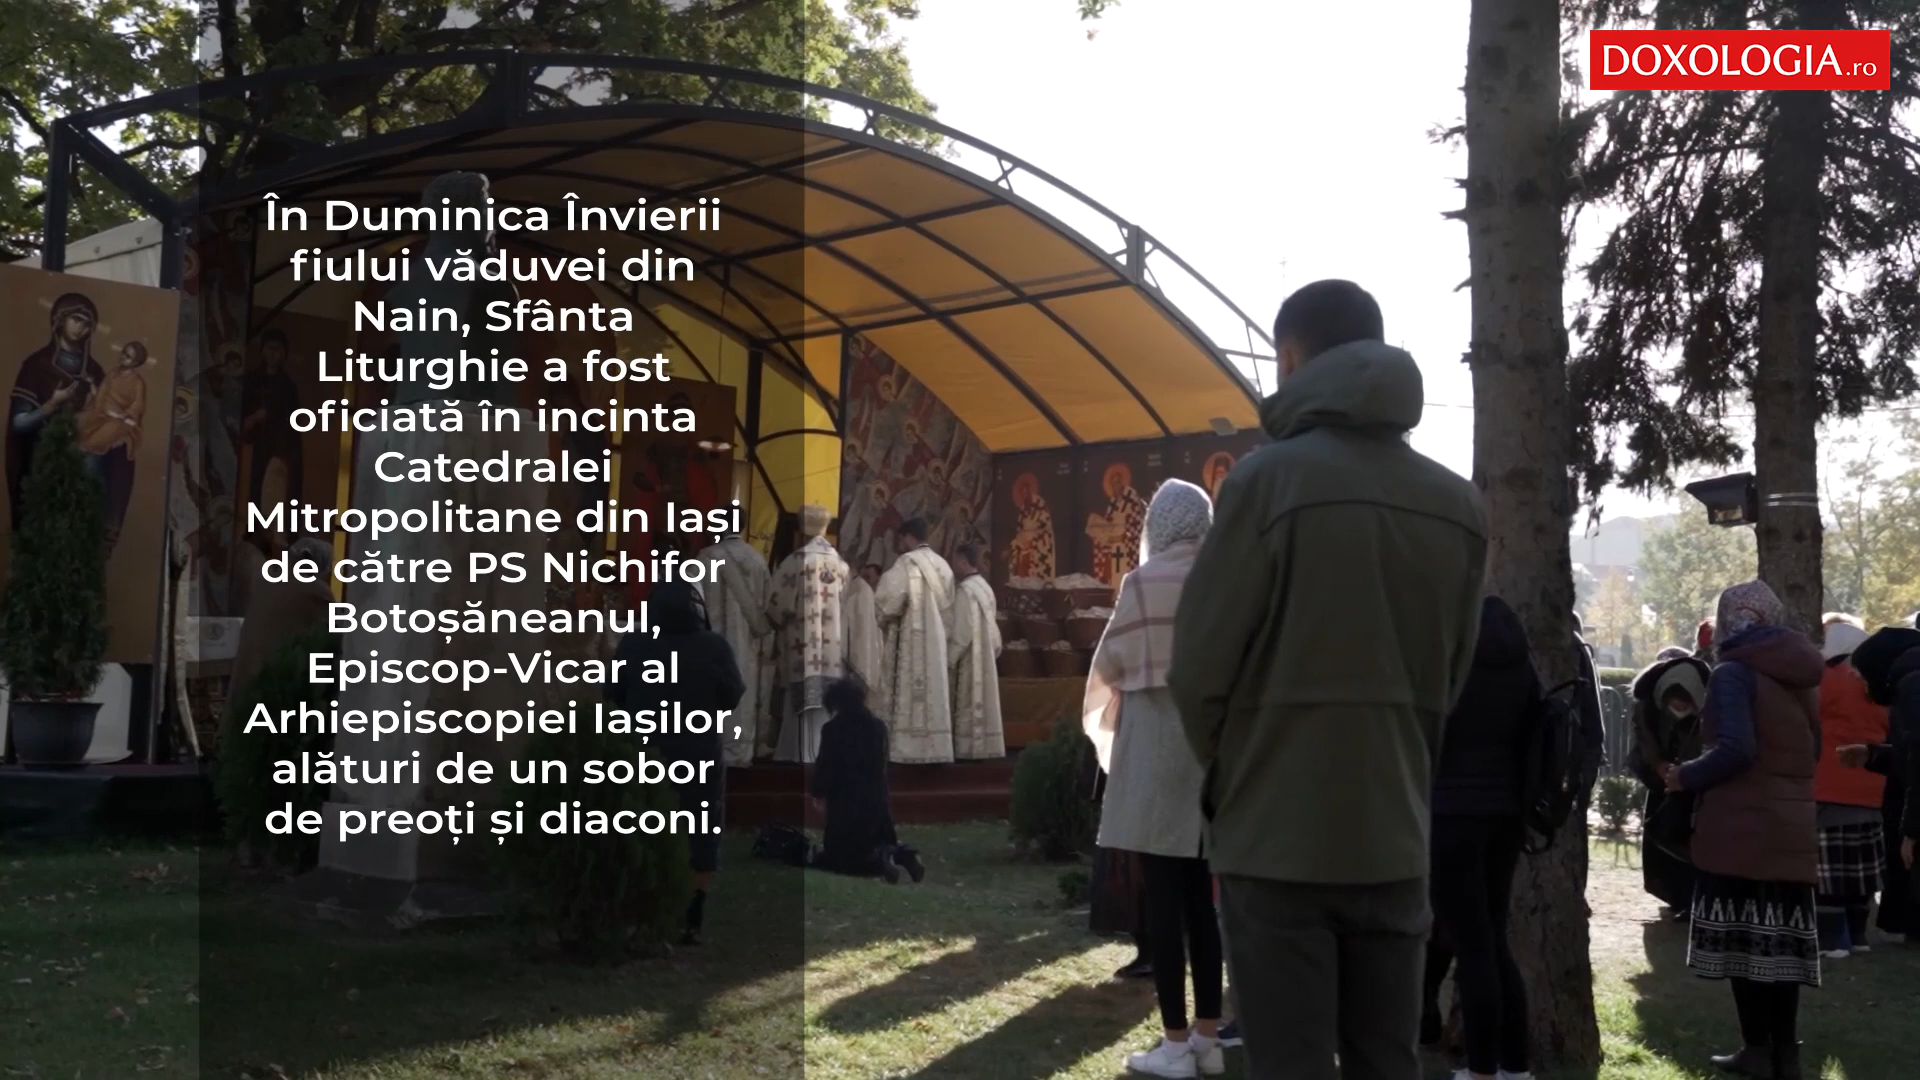 DOXOLOGIA.ro
În Duminica Învierii
fiului văduvei din
Nain, Sfânta
Liturghie a fost
oficiată în incinta
Catedralei
Mitropolitane din Iași
de către PS Nichifor
Botoșăneanul,
Episcop-Vicar al
Arhiepiscopiei Iașilor,
alături de un sobor
de preoți și diaconi.